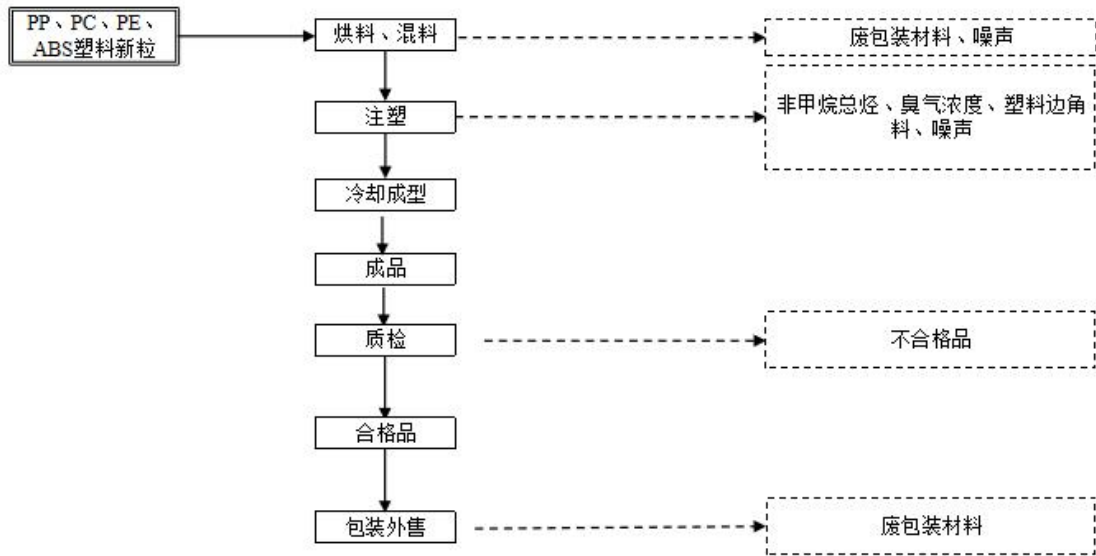 PP、PC、PE、
ABS塑料新粒
烘料、混料
废包装材料、噪声
注塑
非甲烷总烃、臭气浓度、塑料边角
料、噪声
冷却成型
成品
质检
不合格品
合格品
包装外售
废包装材料